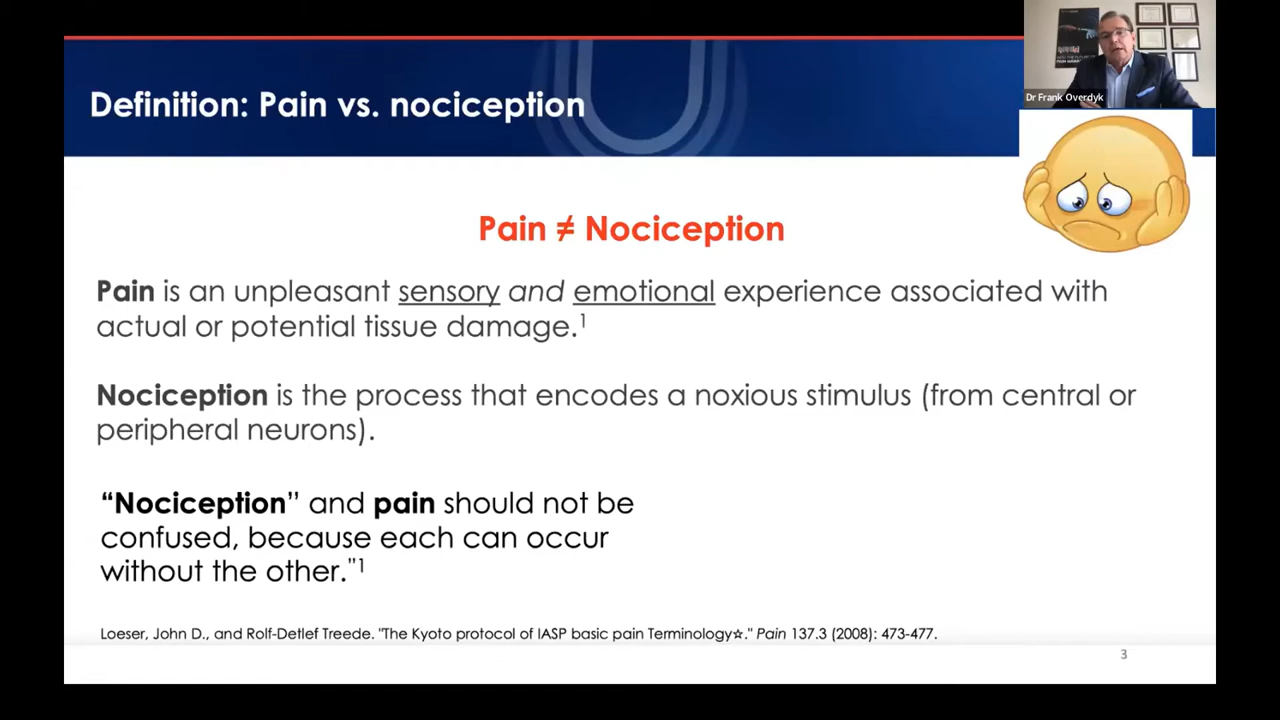 Definition: Pain vs. nociception
Dr Frank Overdyk
Pain ≠ Nociception
Pain is an unpleasant sensory and emotional experience associated with
actual or potential tissue damage.1
Nociception is the process that encodes a noxious stimulus (from central or
peripheral neurons).
“Nociception” and pain should not be
confused, because each can occur
without the other.”1
Loeser, John D., and Rolf-Detlef Treede. "The Kyoto protocol of IASP basic pain Terminology☆." Pain 137.3 (2008): 473-477.
3